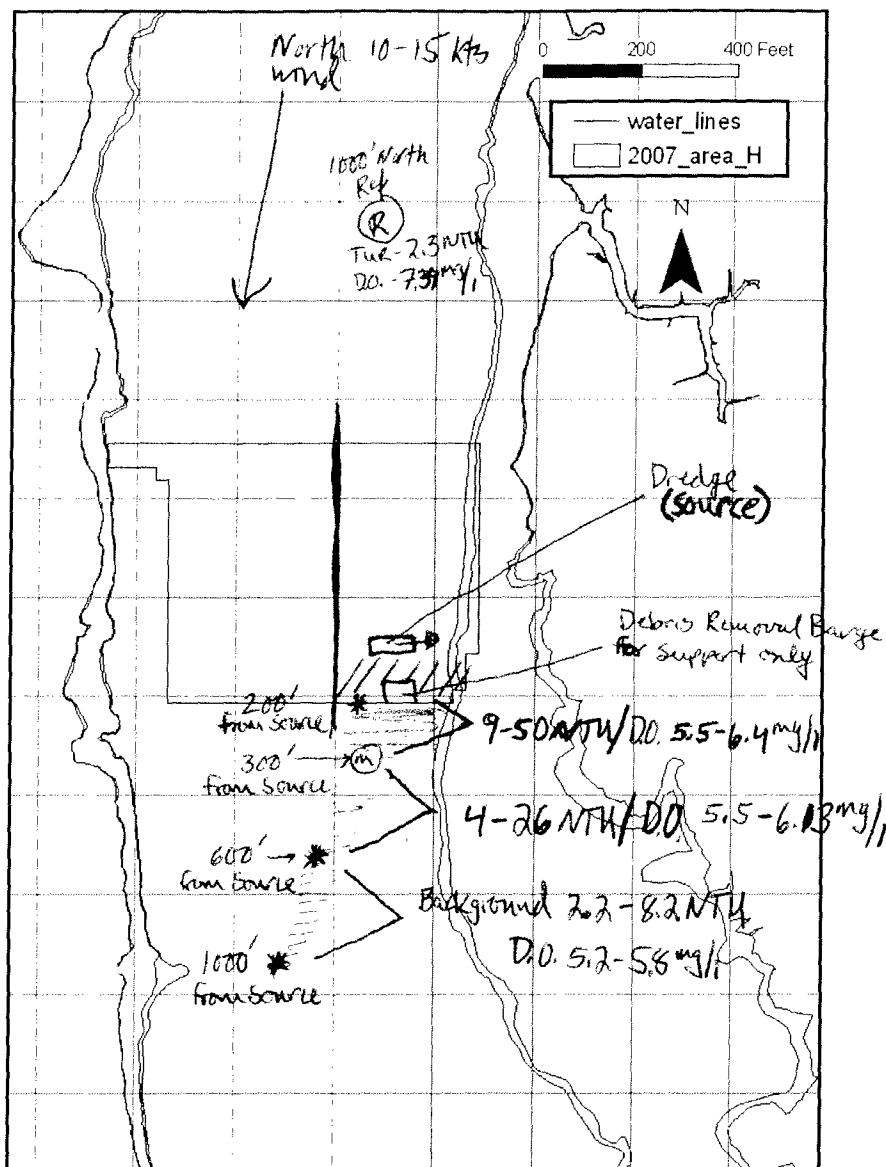 North 10-15 kts
wind
0 200 400 Feet
water_lines
2007_area_H
N
1000' North
Ref
R
Tur - 2.3 NTU
D.O. - 7.39 mg/l
Dredge
(source)
Debris Removal Barge
for support only
200'
from source
9-50 NTU/D.O. 5.5-6.4 mg/l
300'
from source
m
4-26 NTU/DO 5.5-6.13 mg/l
600'
from source
Background 2.2-8.2 NTU
D.O. 5.2-5.8 mg/l
1000'
from source